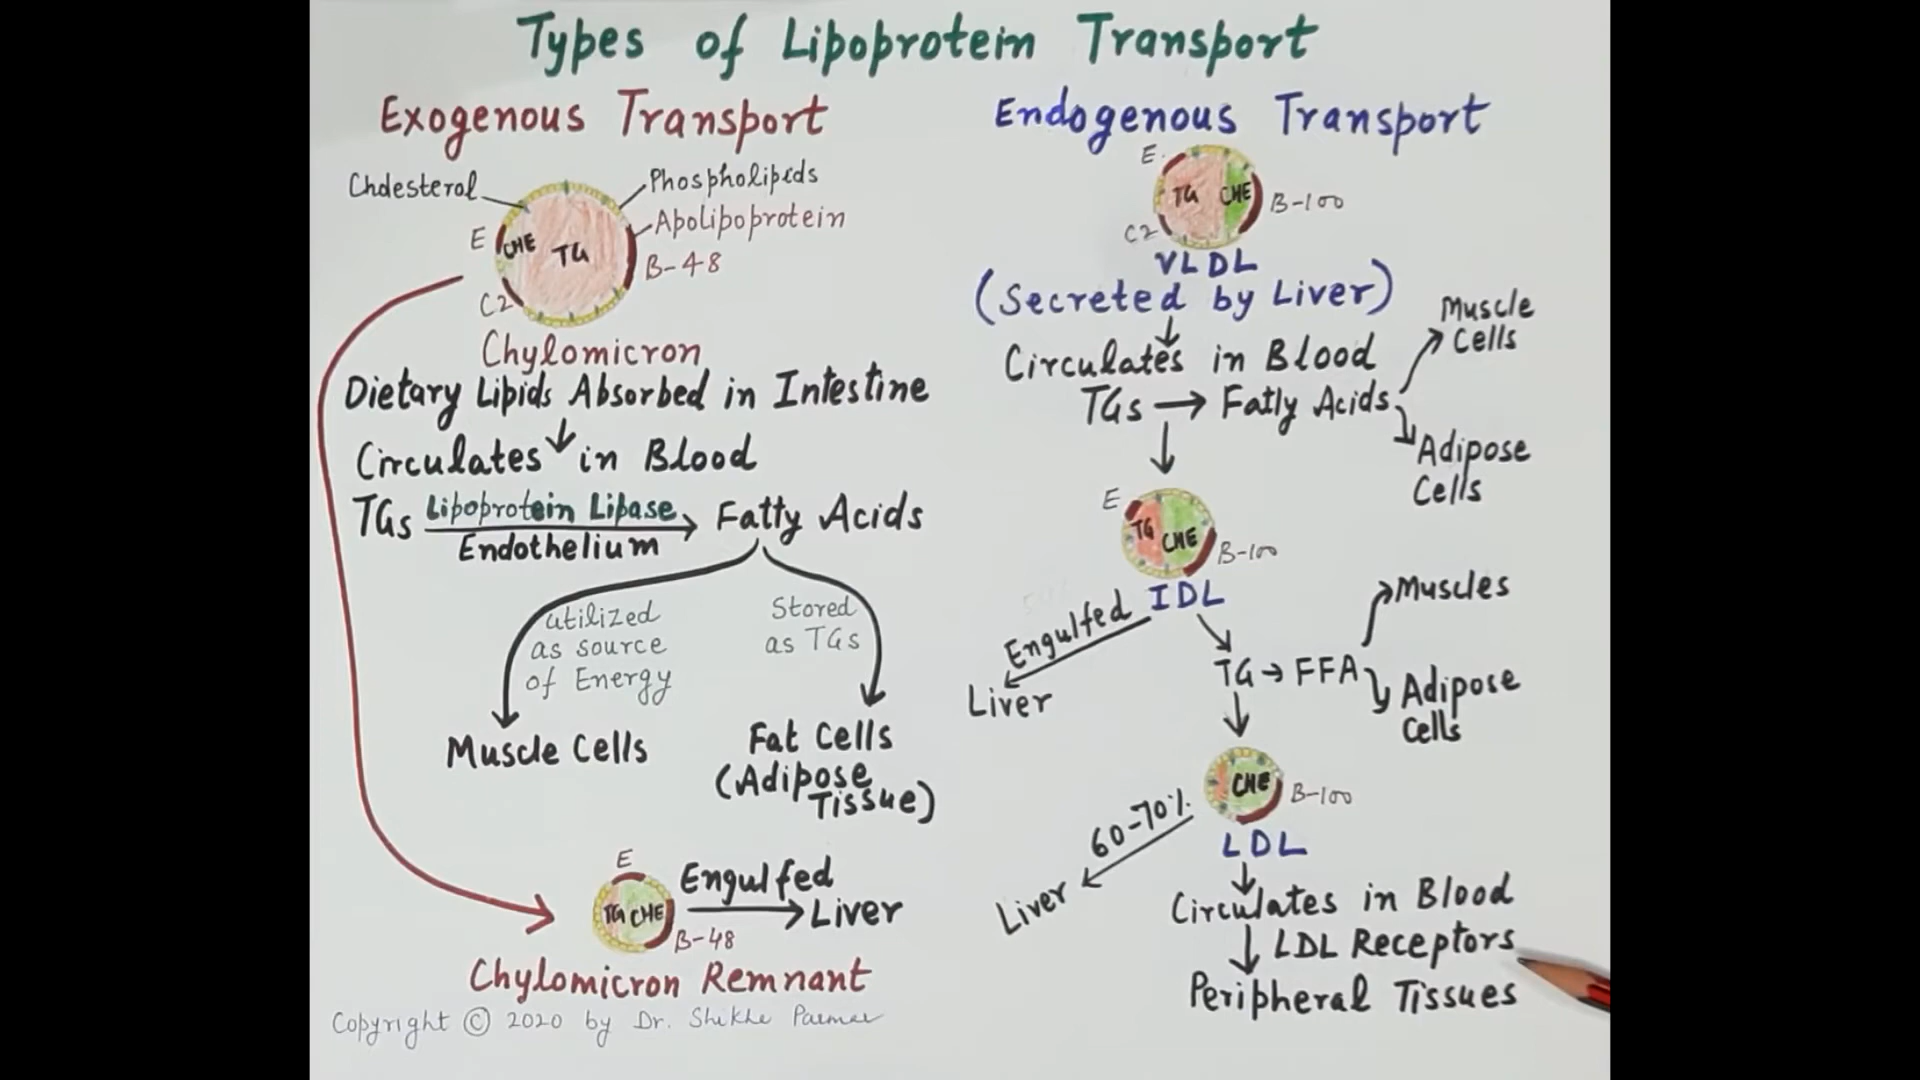 Types of Lipoprotein Transport
Exogenous Transport
Cholesterol
Phospholipids
Apolipoprotein
E
CHE
TG
B-48
C2
Chylomicron
Dietary Lipids Absorbed in Intestine
Circulates in Blood
TGs Lipoprotein Lipase Fatty Acids
Endothelium
utilized
as source
of Energy
Stored
as TGs
Muscle Cells
Fat Cells
(Adipose
Tissue)
E
TG CHE
B-48
Engulfed
Liver
Chylomicron Remnant
Copyright © 2020 by Dr. Shikha Parmar
Endogenous Transport
E
TG CHE
B-100
C2
VLDL
(Secreted by Liver)
Circulates in Blood
TGs → Fatty Acids
Muscle
Cells
Adipose
Cells
E
TG CHE
B-100
IDL
Engulfed
Liver
TG → FFA
Muscles
Adipose
Cells
CHE
B-100
LDL
60-70%
Liver
Circulates in Blood
LDL Receptors
Peripheral Tissues